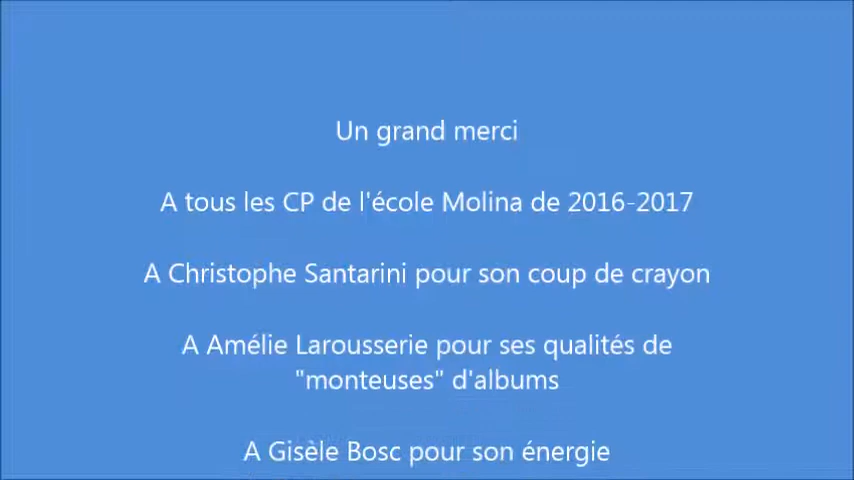 Un grand merci
A tous les CP de l'école Molina de 2016-2017
A Christophe Santarini pour son coup de crayon
A Amélie Larousserie pour ses qualités de
"monteuses" d'albums
A Gisèle Bosc pour son énergie